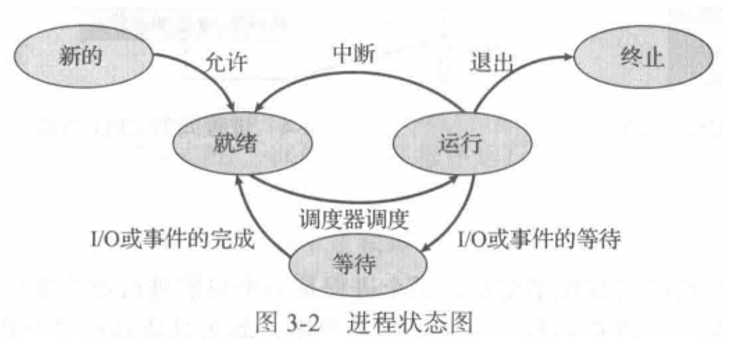 新的
允许
中断
退出
终止
就绪
运行
调度器调度
I/O或事件的完成
I/O或事件的等待
等待
图 3-2 进程状态图